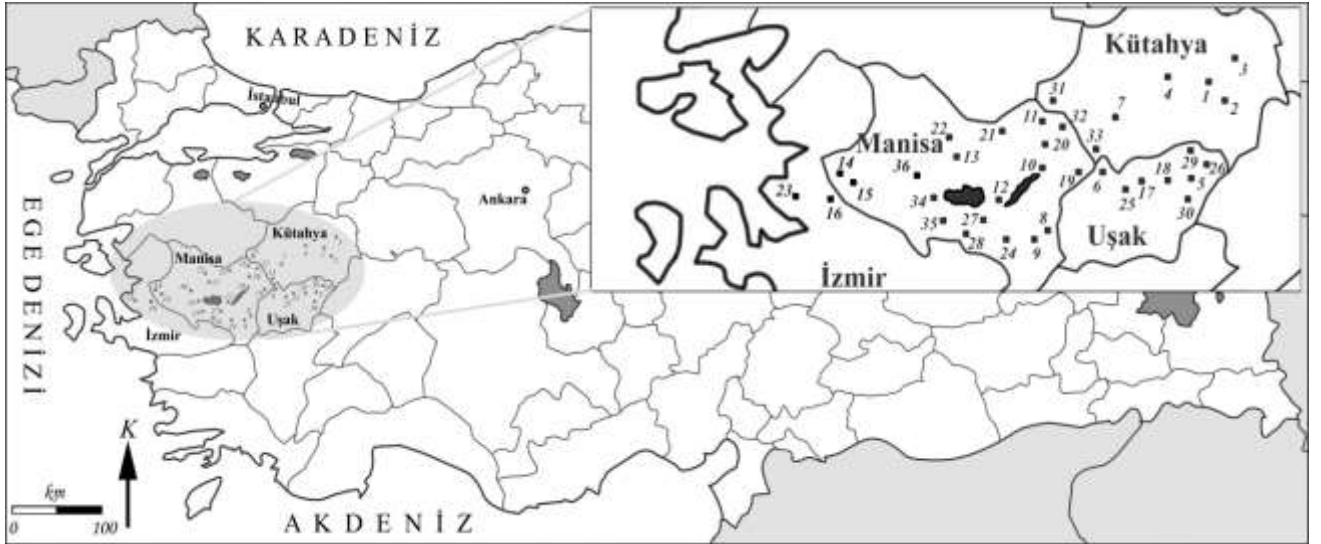 KARADENİZ
İstanbul
Ankara
EGE DENİZİ
Kütahya
Manisa
Uşak
İzmir
K
km
0 100
AKDENİZ
Kütahya
3
31
4
1
2
7
11
32
22
21
Manisa
20
33
13
29
26
14
36
10
18
15
19
6
17
5
12
25
23
16
34
30
35
27
8
Uşak
28
24
9
İzmir